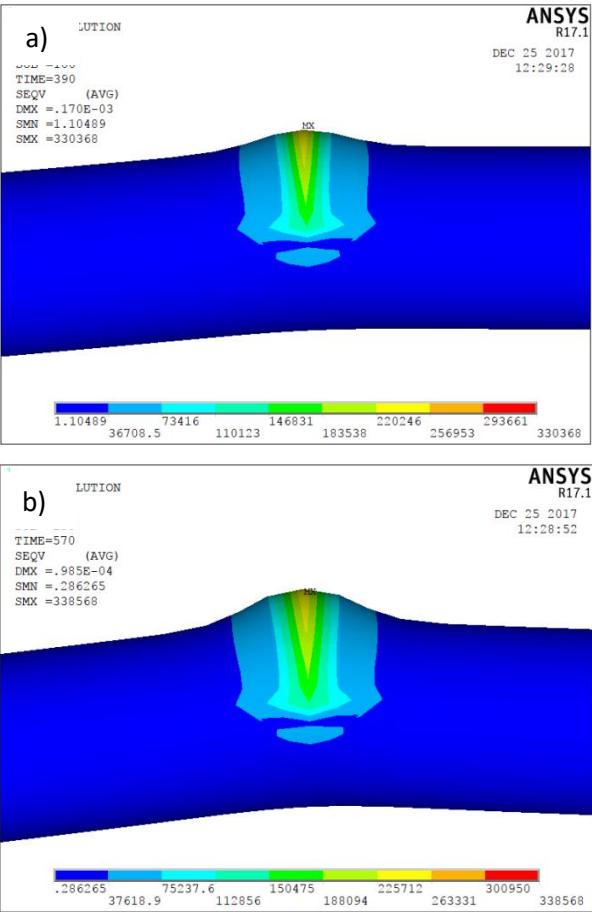 a)
LUTION
ANSYS
R17.1
DEC 25 2017
12:29:28
TIME=390
SEQV (AVG)
DMX =.170E-03
SMN =1.10489
SMX =330368
MX
1.10489 73416 146831 220246 293661
36708.5 110123 183538 256953 330368
b)
LUTION
ANSYS
R17.1
DEC 25 2017
12:28:52
TIME=570
SEQV (AVG)
DMX =.985E-04
SMN =.286265
SMX =338568
MX
.286265 75237.6 150475 225712 300950
37618.9 112856 188094 263331 338568